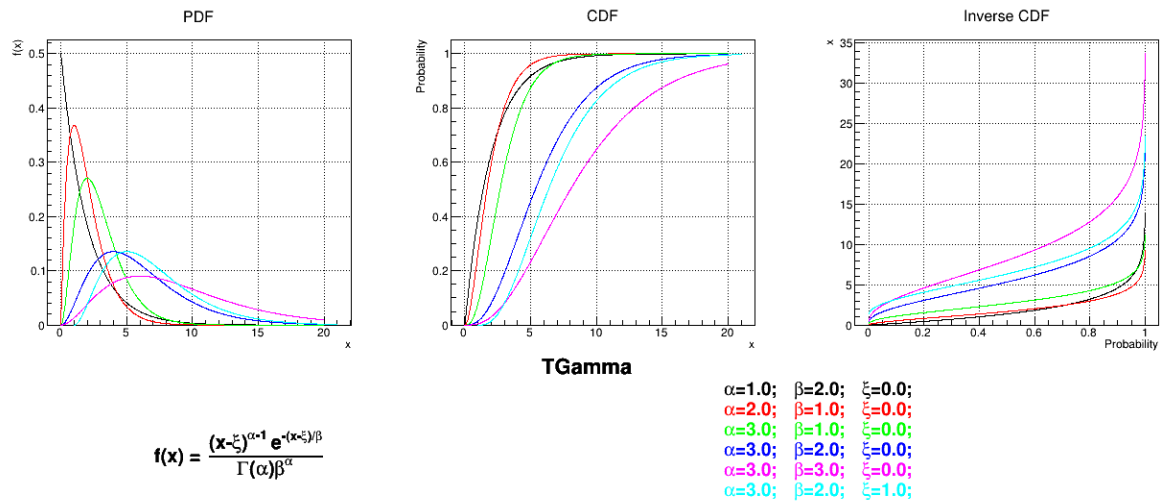 PDF
f(x)
0.5
0.4
0.3
0.2
0.1
0
0 5 10 15 20
x
CDF
Probability
1
0.8
0.6
0.4
0.2
0
0 5 10 15 20
x
Inverse CDF
x
35
30
25
20
15
10
5
0
0 0.2 0.4 0.6 0.8 1
Probability
TGamma
f(x) = (x-ξ)^α-1 e^-(x-ξ)/β / Γ(α)β^α
α=1.0; β=2.0; ξ=0.0;
α=2.0; β=1.0; ξ=0.0;
α=3.0; β=1.0; ξ=0.0;
α=3.0; β=2.0; ξ=0.0;
α=3.0; β=3.0; ξ=0.0;
α=3.0; β=2.0; ξ=1.0;